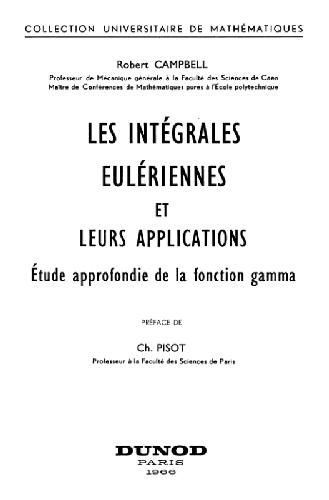 COLLECTION UNIVERSITAIRE DE MATHÉMATIQUES
Robert CAMPBELL
Professeur de Mécanique générale à la Faculté des Sciences de Caen
Maître de Conférences de Mathématiques pures à l'École polytechnique
LES INTÉGRALES
EULÉRIENNES
ET
LEURS APPLICATIONS
Étude approfondie de la fonction gamma
PRÉFACE DE
Ch. PISOT
Professeur à la Faculté des Sciences de Paris
DUNOD
PARIS
1966